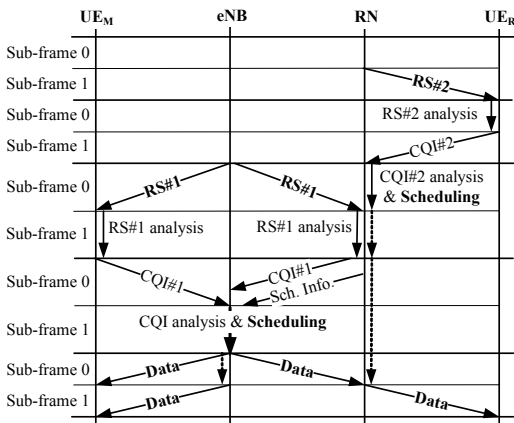 UE_M eNB RN UE_R
Sub-frame 0
Sub-frame 1 RS#2
Sub-frame 0 RS#2 analysis
Sub-frame 1 CQI#2
Sub-frame 0 RS#1 RS#1 CQI#2 analysis
& Scheduling
Sub-frame 1 RS#1 analysis RS#1 analysis
Sub-frame 0 CQI#1 CQI#1
Sch. Info.
Sub-frame 1 CQI analysis & Scheduling
Sub-frame 0 Data Data
Sub-frame 1 Data Data